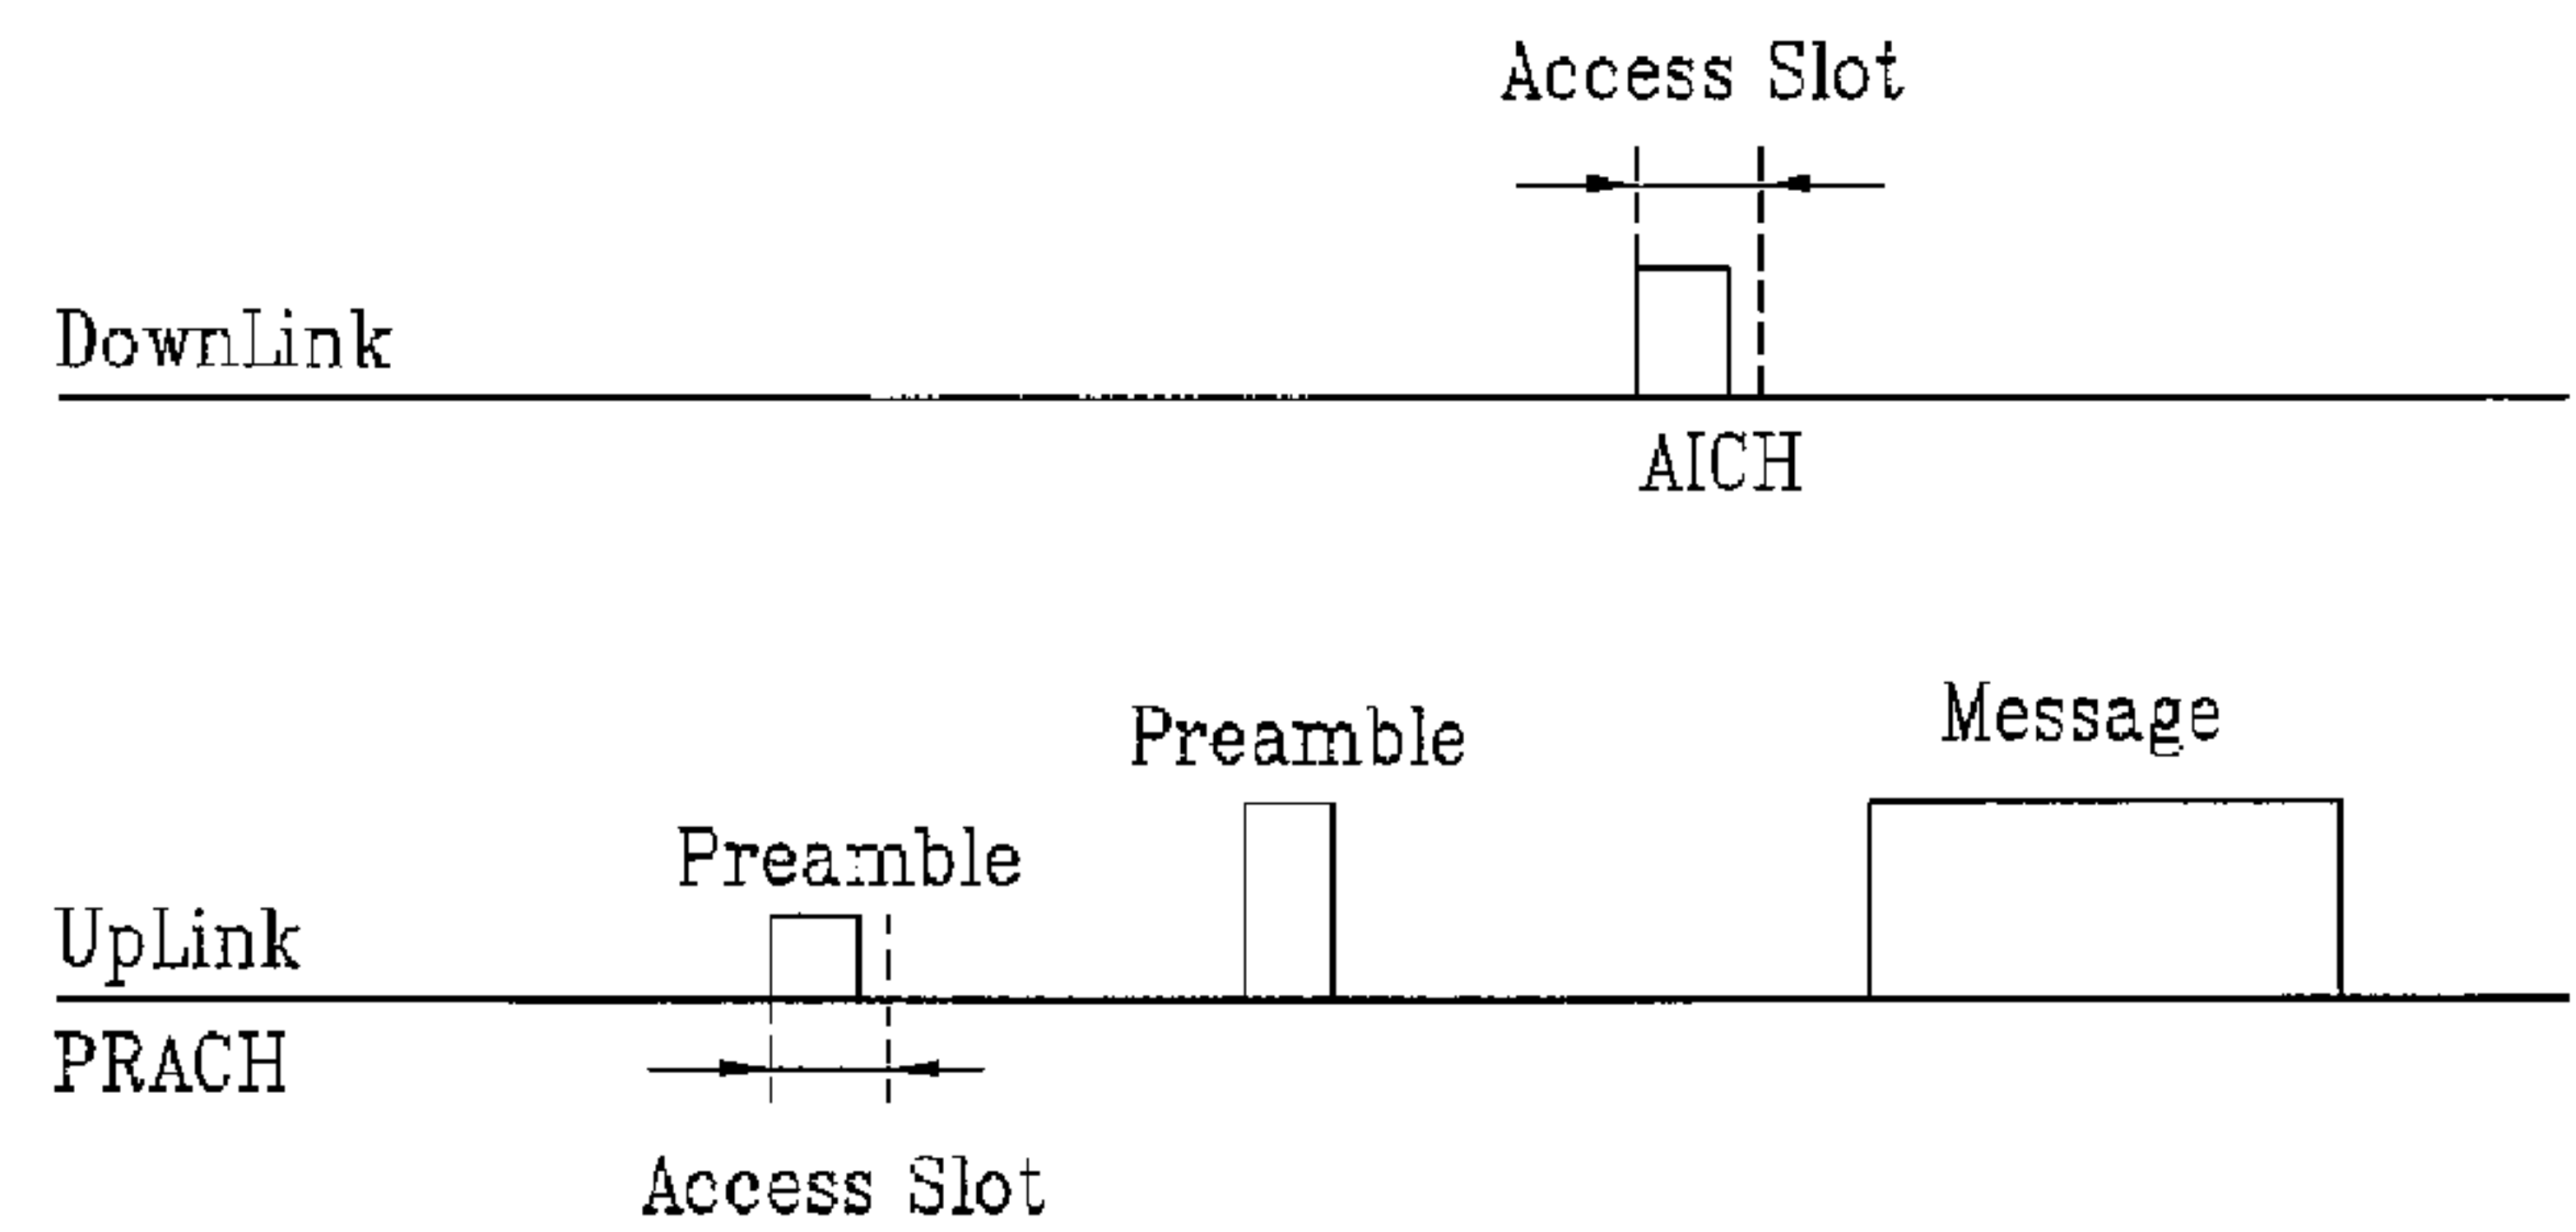 Access Slot
DownLink
AICH
Message
Preamble
Preamble
UpLink
PRACH
Access Slot